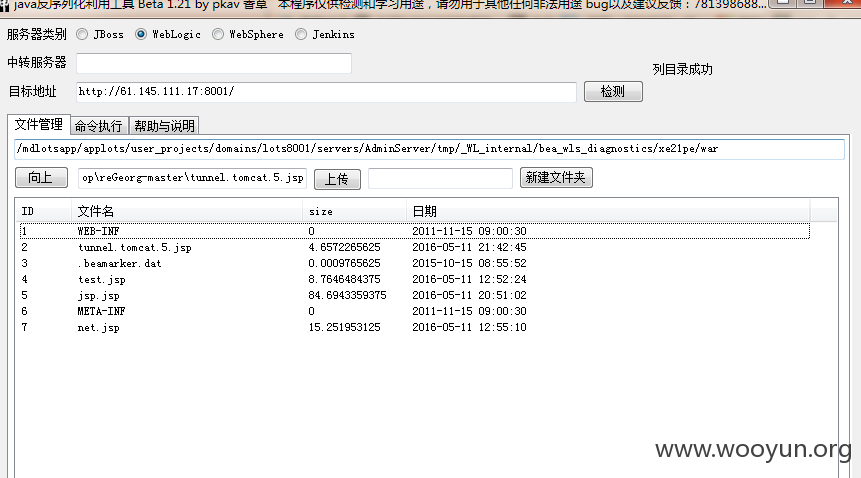 java反序列化利用工具 Beta 1.21 by pkav 香草 本程序仅供检测和学习用途，请勿用于其他任何非法用途 bug以及建议反馈：781398688...
服务器类别 JBoss WebLogic WebSphere Jenkins
中转服务器
列目录成功
目标地址 http://61.145.111.17:8001/ 检测
文件管理 命令执行 帮助与说明
/mdlotsapp/applots/user_projects/domains/lots8001/servers/AdminServer/tmp/_WL_internal/bea_wls_diagnostics/xe21pe/war
向上 op\reGeorg-master\tunnel.tomcat.5.jsp 上传 新建文件夹
ID 文件名 size 日期
1 WEB-INF 0 2011-11-15 09:00:30
2 tunnel.tomcat.5.jsp 4.6572265625 2016-05-11 21:42:45
3 .beamarker.dat 0.0009765625 2015-10-15 08:55:52
4 test.jsp 8.7646484375 2016-05-11 12:52:24
5 jsp.jsp 84.6943359375 2016-05-11 20:51:02
6 META-INF 0 2011-11-15 09:00:30
7 net.jsp 15.251953125 2016-05-11 12:55:10
www.wooyun.org